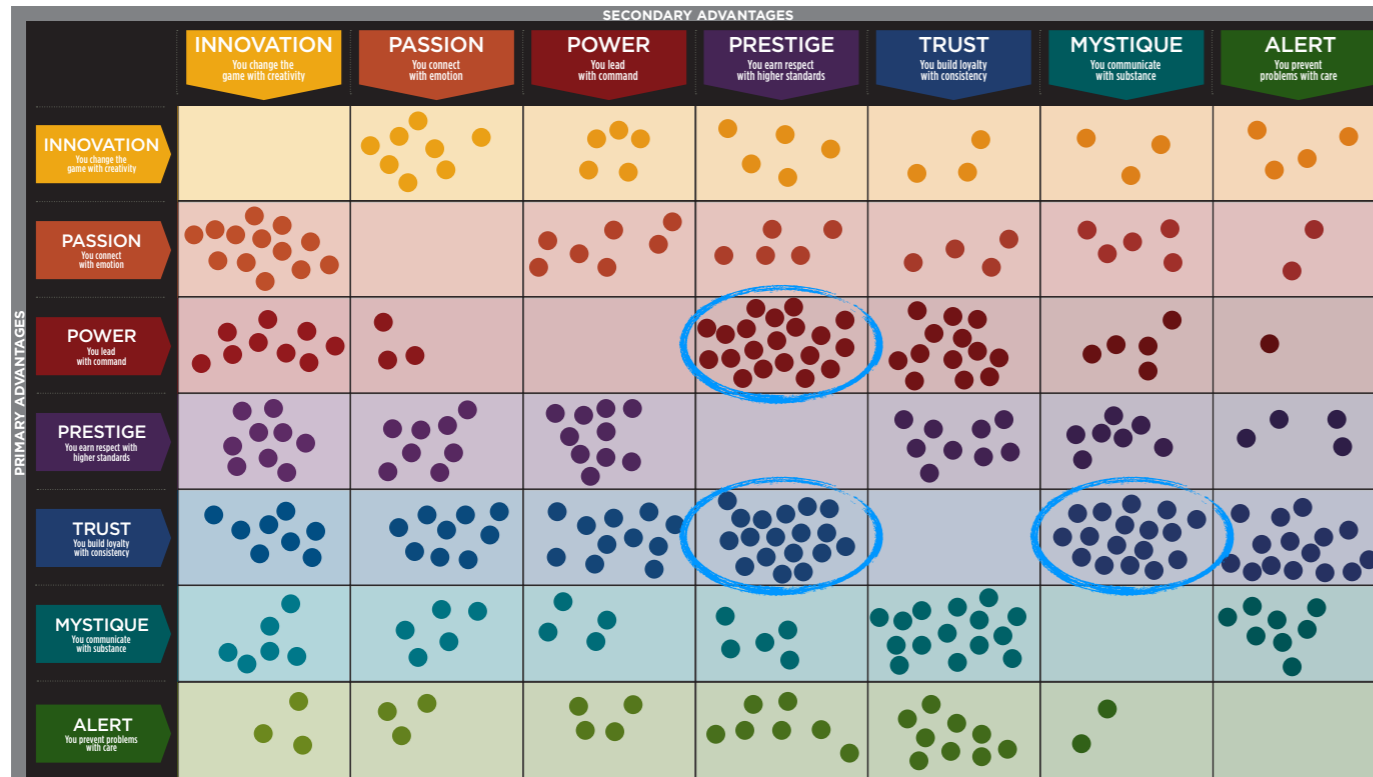 SECONDARY ADVANTAGES
INNOVATION
You change the
game with creativity
PASSION
You connect
with emotion
POWER
You lead
with command
PRESTIGE
You earn respect
with higher standards
TRUST
You build loyalty
with consistency
MYSTIQUE
You communicate
with substance
ALERT
You prevent
problems with care
PRIMARY ADVANTAGES
INNOVATION
You change the
game with creativity
PASSION
You connect
with emotion
POWER
You lead
with command
PRESTIGE
You earn respect with
higher standards
TRUST
You build loyalty
with consistency
MYSTIQUE
You communicate
with substance
ALERT
You prevent problems
with care